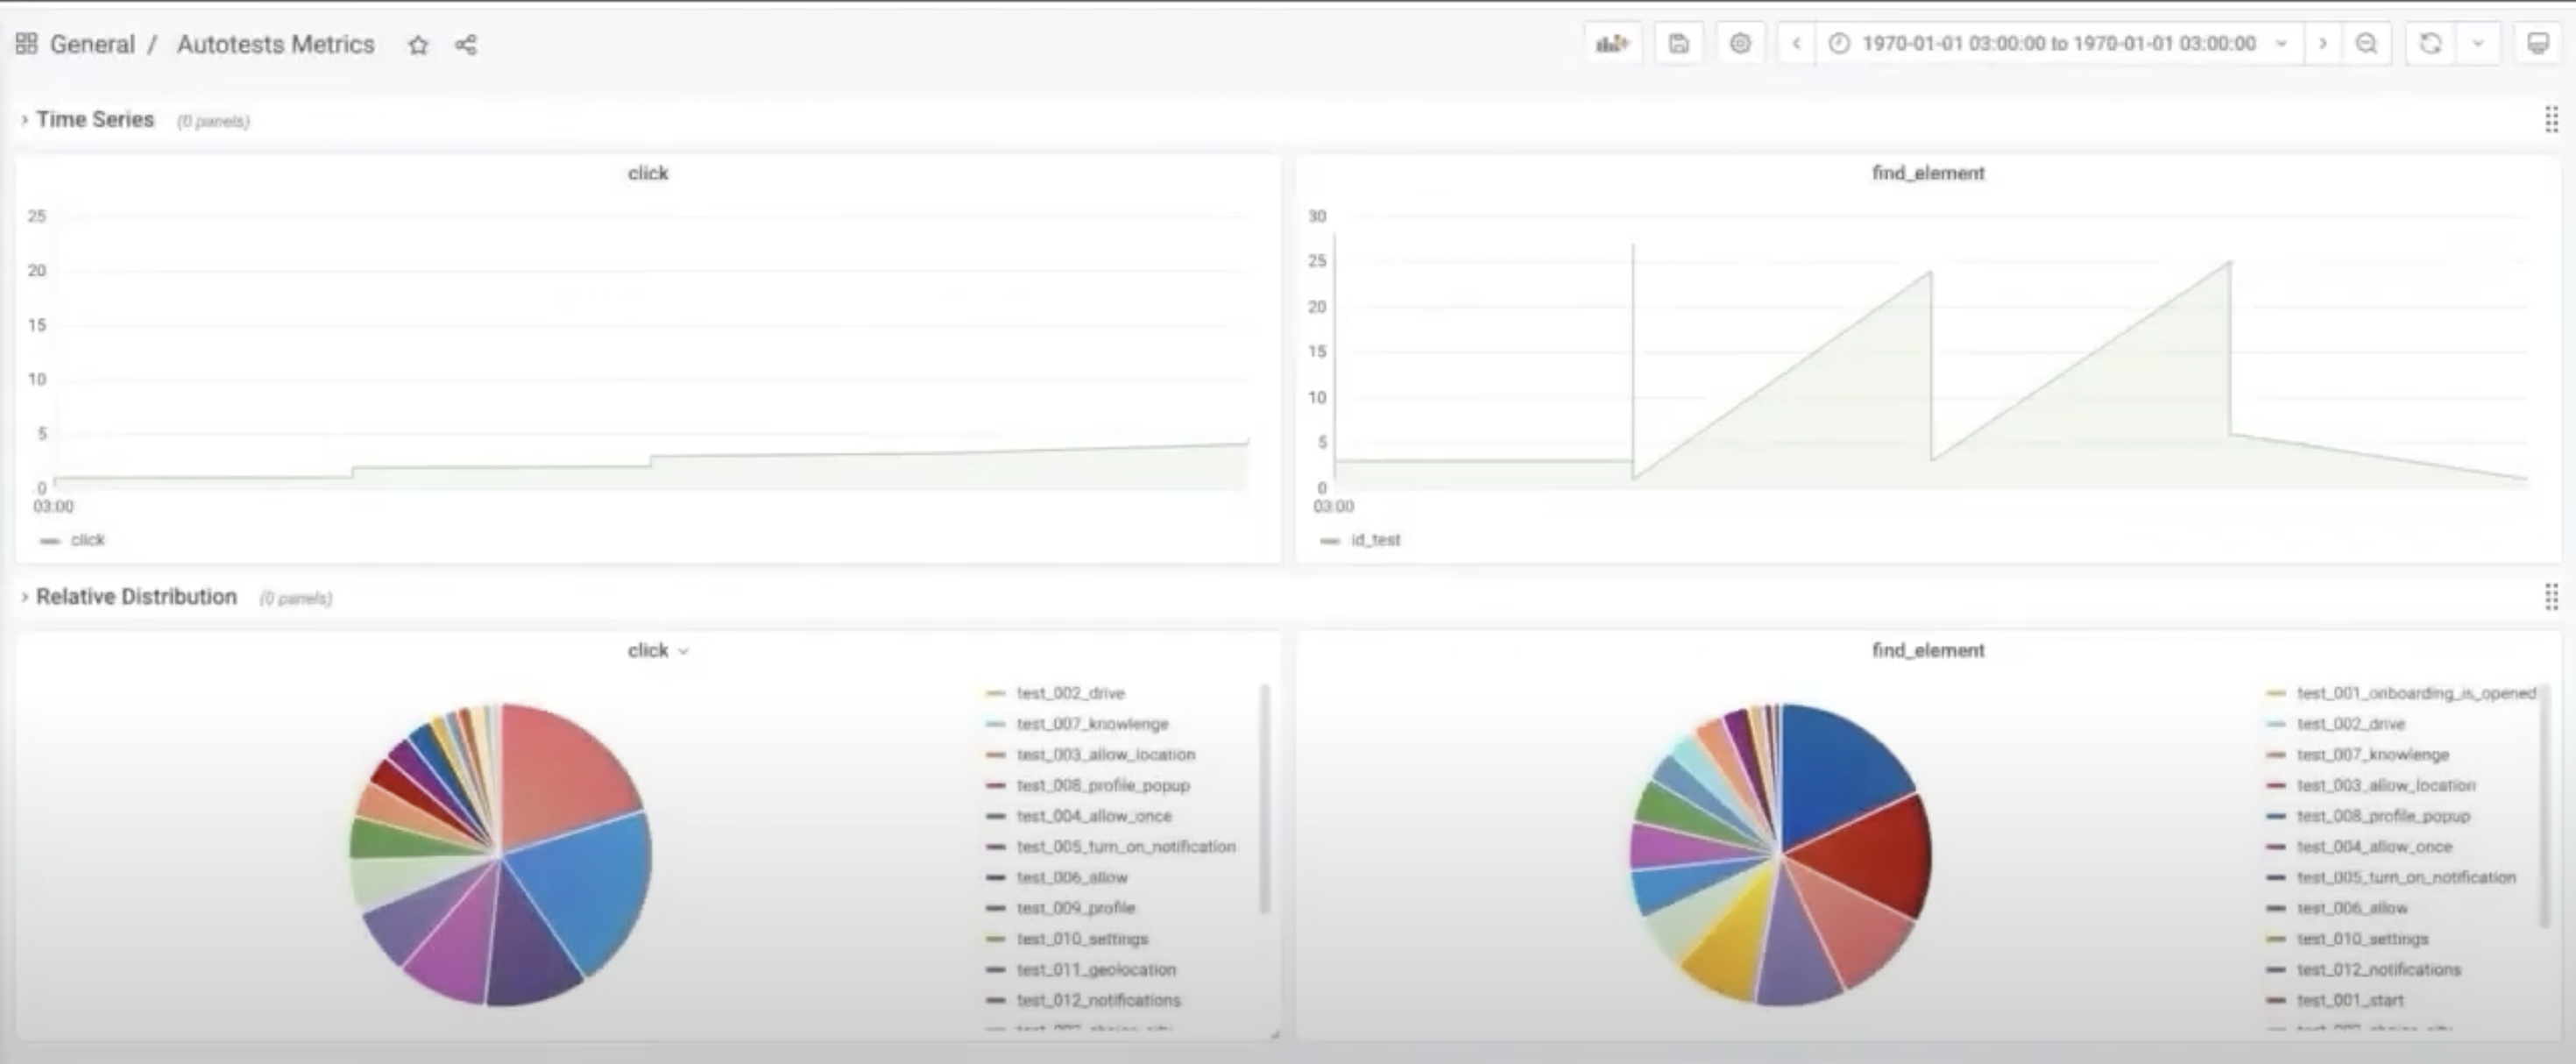 General / Autotests Metrics
1970-01-01 03:00:00 to 1970-01-01 03:00:00
Time Series (0 panels)
click
25
20
15
10
5
0
03:00
click
find_element
30
25
20
15
10
5
0
03:00
id_test
Relative Distribution (0 panels)
click
test_002_drive
test_007_knowlenge
test_003_allow_location
test_008_profile_popup
test_004_allow_once
test_005_turn_on_notification
test_006_allow
test_009_profile
test_010_settings
test_011_geolocation
test_012_notifications
find_element
test_001_onboarding_is_opened
test_002_drive
test_007_knowlenge
test_003_allow_location
test_008_profile_popup
test_004_allow_once
test_005_turn_on_notification
test_006_allow
test_010_settings
test_012_notifications
test_001_start